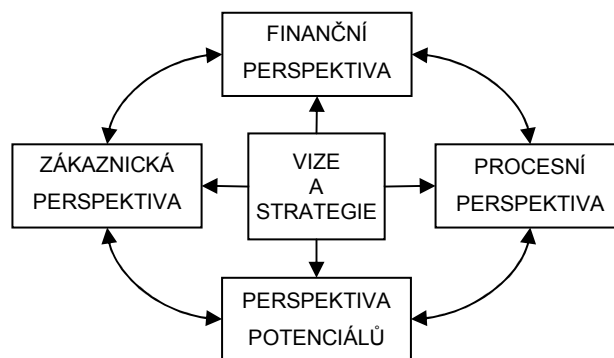 FINANČNÍ
PERSPEKTIVA
ZÁKAZNICKÁ
PERSPEKTIVA
VIZE
A
STRATEGIE
PROCESNÍ
PERSPEKTIVA
PERSPEKTIVA
POTENCIÁLŮ